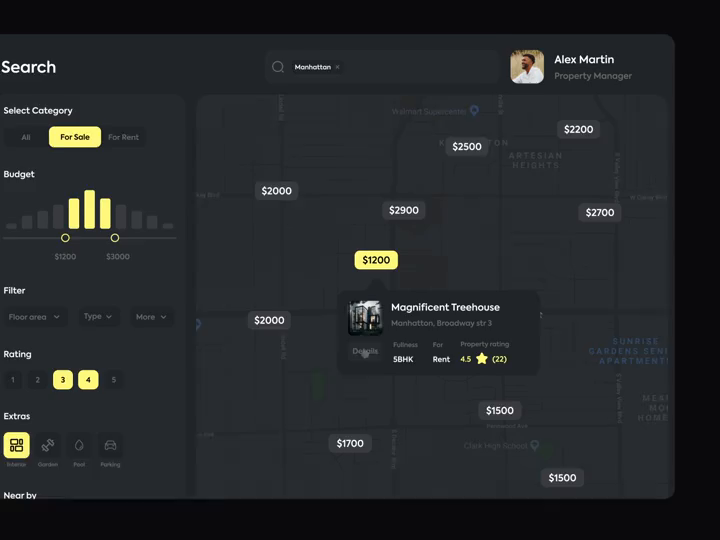 Search
Manhattan ×
Alex Martin
Property Manager
Select Category
All
For Sale
For Rent
Budget
$1200
$3000
Filter
Floor area
Type
More
Rating
1
2
3
4
5
Extras
Interior
Garden
Pool
Parking
Near by
Walmart Supercenter
$2200
$2500
ARTESIAN
HEIGHTS
$2000
$2900
$2700
$1200
$2000
Magnificent Treehouse
Manhatton, Broadway str 3
Details
Fullness
For
Property rating
5BHK
Rent
4.5
(22)
SUNRISE
GARDENS SENI
APARTMENT
$1500
$1700
Clark High School
$1500